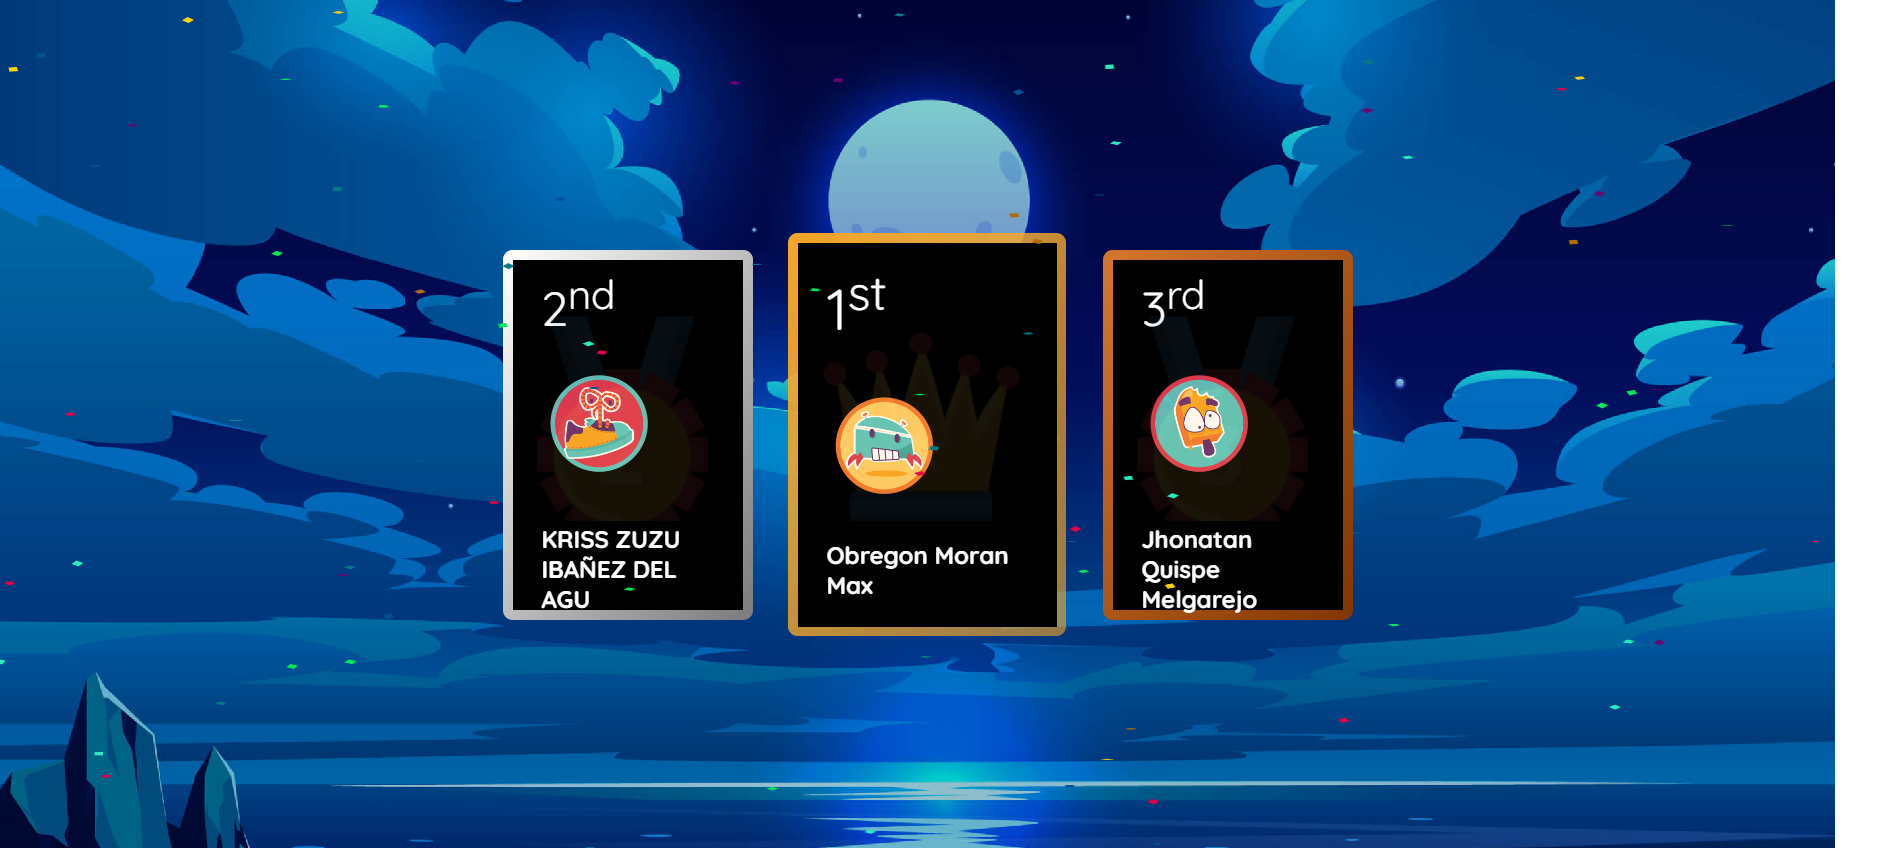 2nd
KRISS ZUZU
IBAÑEZ DEL
AGU
1st
Obregon Moran
Max
3rd
Jhonatan
Quispe
Melgarejo